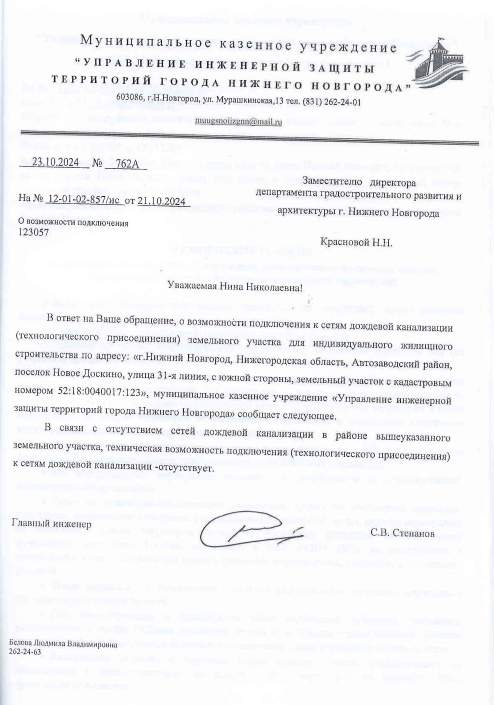 Муниципальное казенное учреждение
“УПРАВЛЕНИЕ ИНЖЕНЕРНОЙ ЗАЩИТЫ
ТЕРРИТОРИЙ ГОРОДА НИЖНЕГО НОВГОРОДА”
603086, г.Н.Новгород, ул. Мурашкинская,13 тел. (831) 262-24-01
muugmoizgnn@mail.ru
23.10.2024 № 762А
На № 12-01-02-857/ис от 21.10.2024
О возможности подключения
123057
Заместителю директора
департамента градостроительного развития и
архитектуры г. Нижнего Новгорода
Красновой Н.Н.
Уважаемая Нина Николаевна!
В ответ на Ваше обращение, о возможности подключения к сетям дождевой канализации
(технологического присоединения) земельного участка для индивидуального жилищного
строительства по адресу: «г.Нижний Новгород, Нижегородская область, Автозаводский район,
поселок Новое Доскино, улица 31-я линия, с южной стороны, земельный участок с кадастровым
номером 52:18:0040017:123», муниципальное казенное учреждение «Управление инженерной
защиты территорий города Нижнего Новгорода» сообщает следующее.
В связи с отсутствием сетей дождевой канализации в районе вышеуказанного
земельного участка, техническая возможность подключения (технологического присоединения)
к сетям дождевой канализации -отсутствует.
Главный инженер
С.В. Степанов
Белова Людмила Владимировна
262-24-63